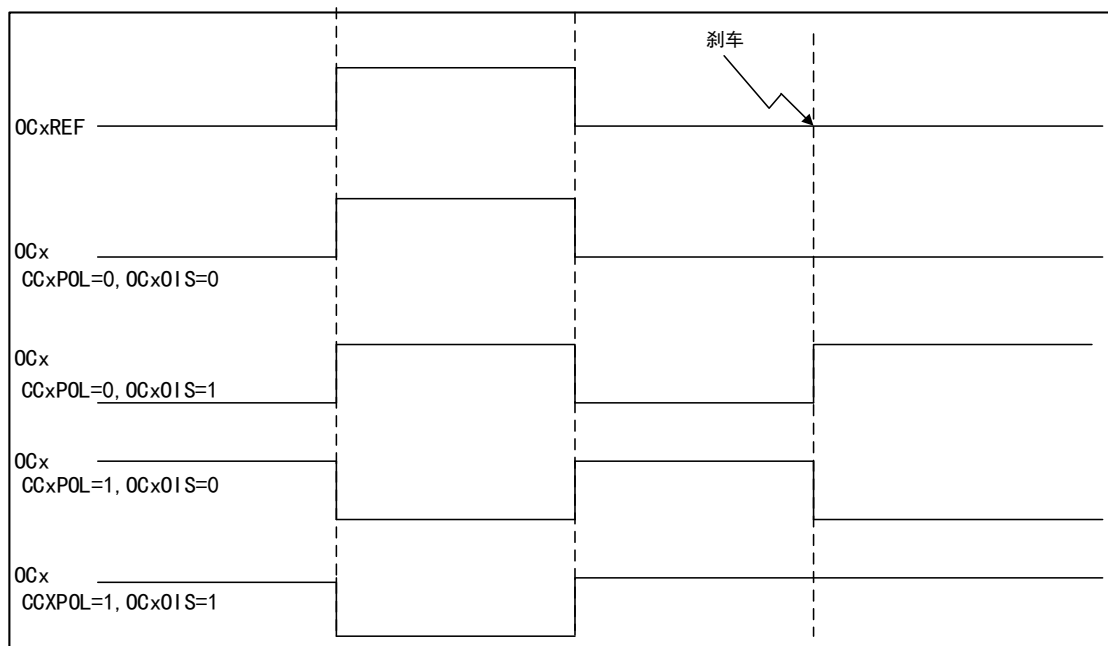 刹车
OCxREF
OCx
CCxPOL=0,OCxOIS=0
OCx
CCxPOL=0,OCxOIS=1
OCx
CCxPOL=1,OCxOIS=0
OCx
CCXPOL=1,OCxOIS=1